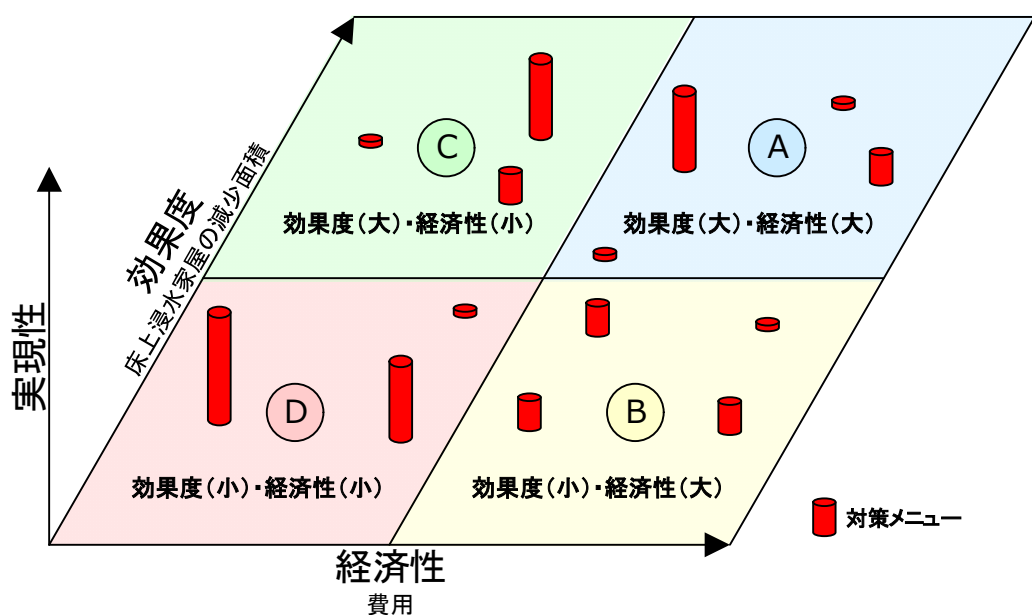 C
A
効果度(大)・経済性(小)
効果度(大)・経済性(大)
効果度
床上浸水家屋の減少面積
実現性
D
B
効果度(小)・経済性(小)
効果度(小)・経済性(大)
対策メニュー
経済性
費用